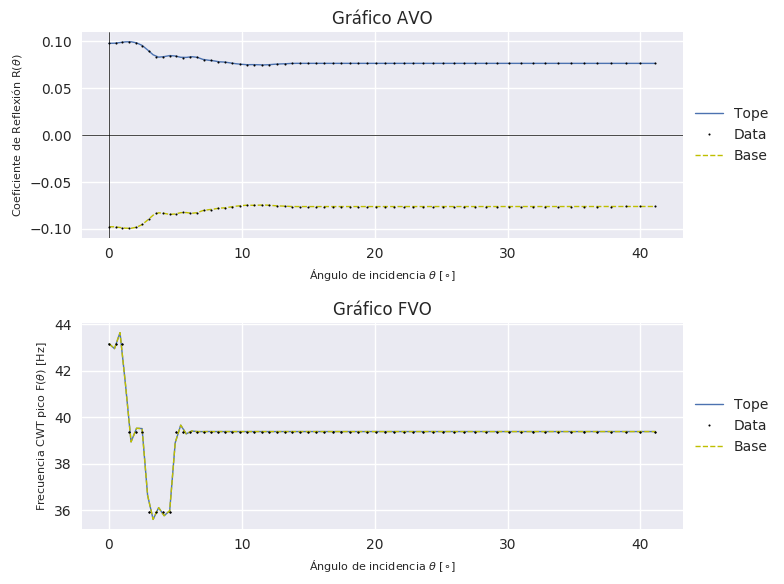 Gráfico AVO
Coeficiente de Reflexión R(θ)
0.10
0.05
0.00
−0.05
−0.10
0
10
20
30
40
Ángulo de incidencia θ [∘]
Tope
Data
Base
Gráfico FVO
Frecuencia CWT pico F(θ) [Hz]
44
42
40
38
36
0
10
20
30
40
Ángulo de incidencia θ [∘]
Tope
Data
Base